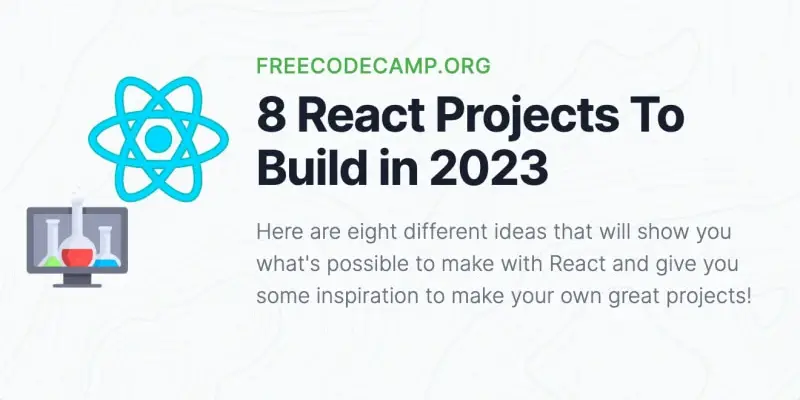 FREECODECAMP.ORG
8 React Projects To
Build in 2023
Here are eight different ideas that will show you
what's possible to make with React and give you
some inspiration to make your own great projects!